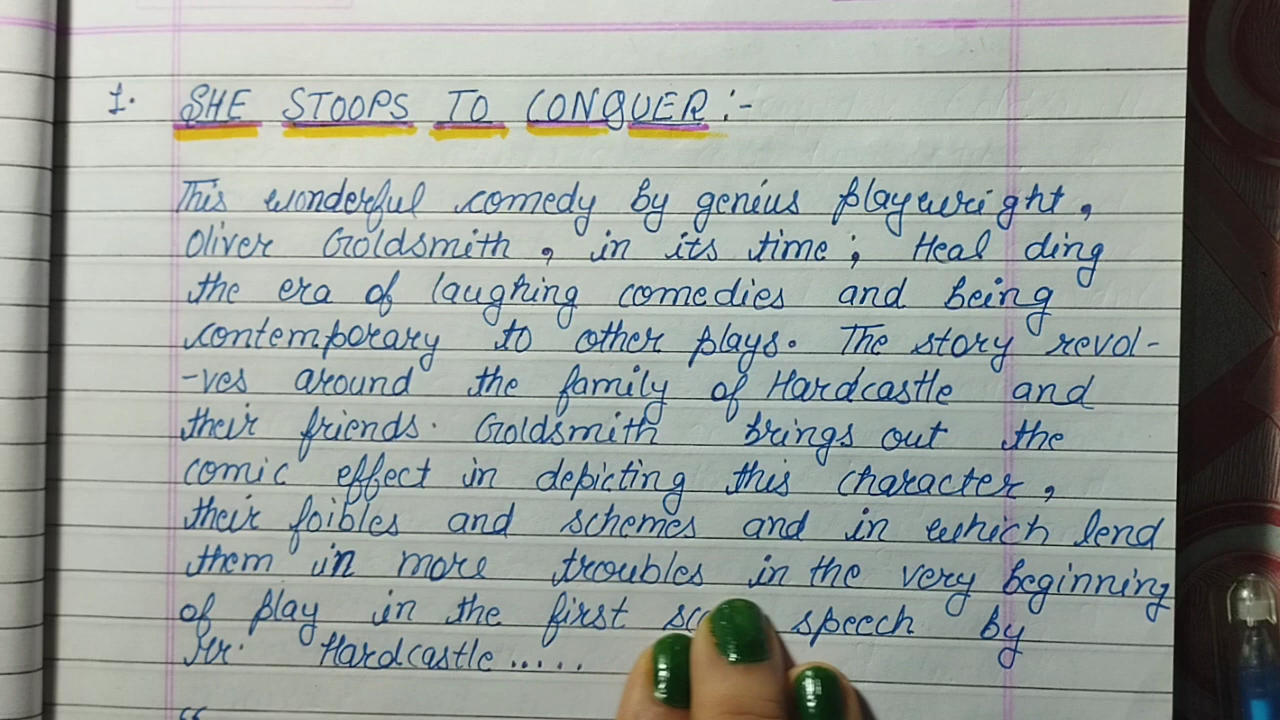 1. SHE STOOPS TO CONQUER :-
This wonderful comedy by genius playwright,
Oliver Goldsmith, in its time; Heal ding
the era of laughing comedies and being
contemporary to other plays. The story revol-
-ves around the family of Hardcastle and
their friends. Goldsmith brings out the
comic effect in depicting this character,
their foibles and schemes and in which lend
them in more troubles in the very beginning
of play in the first speech by
Mr. Hardcastle .....
“